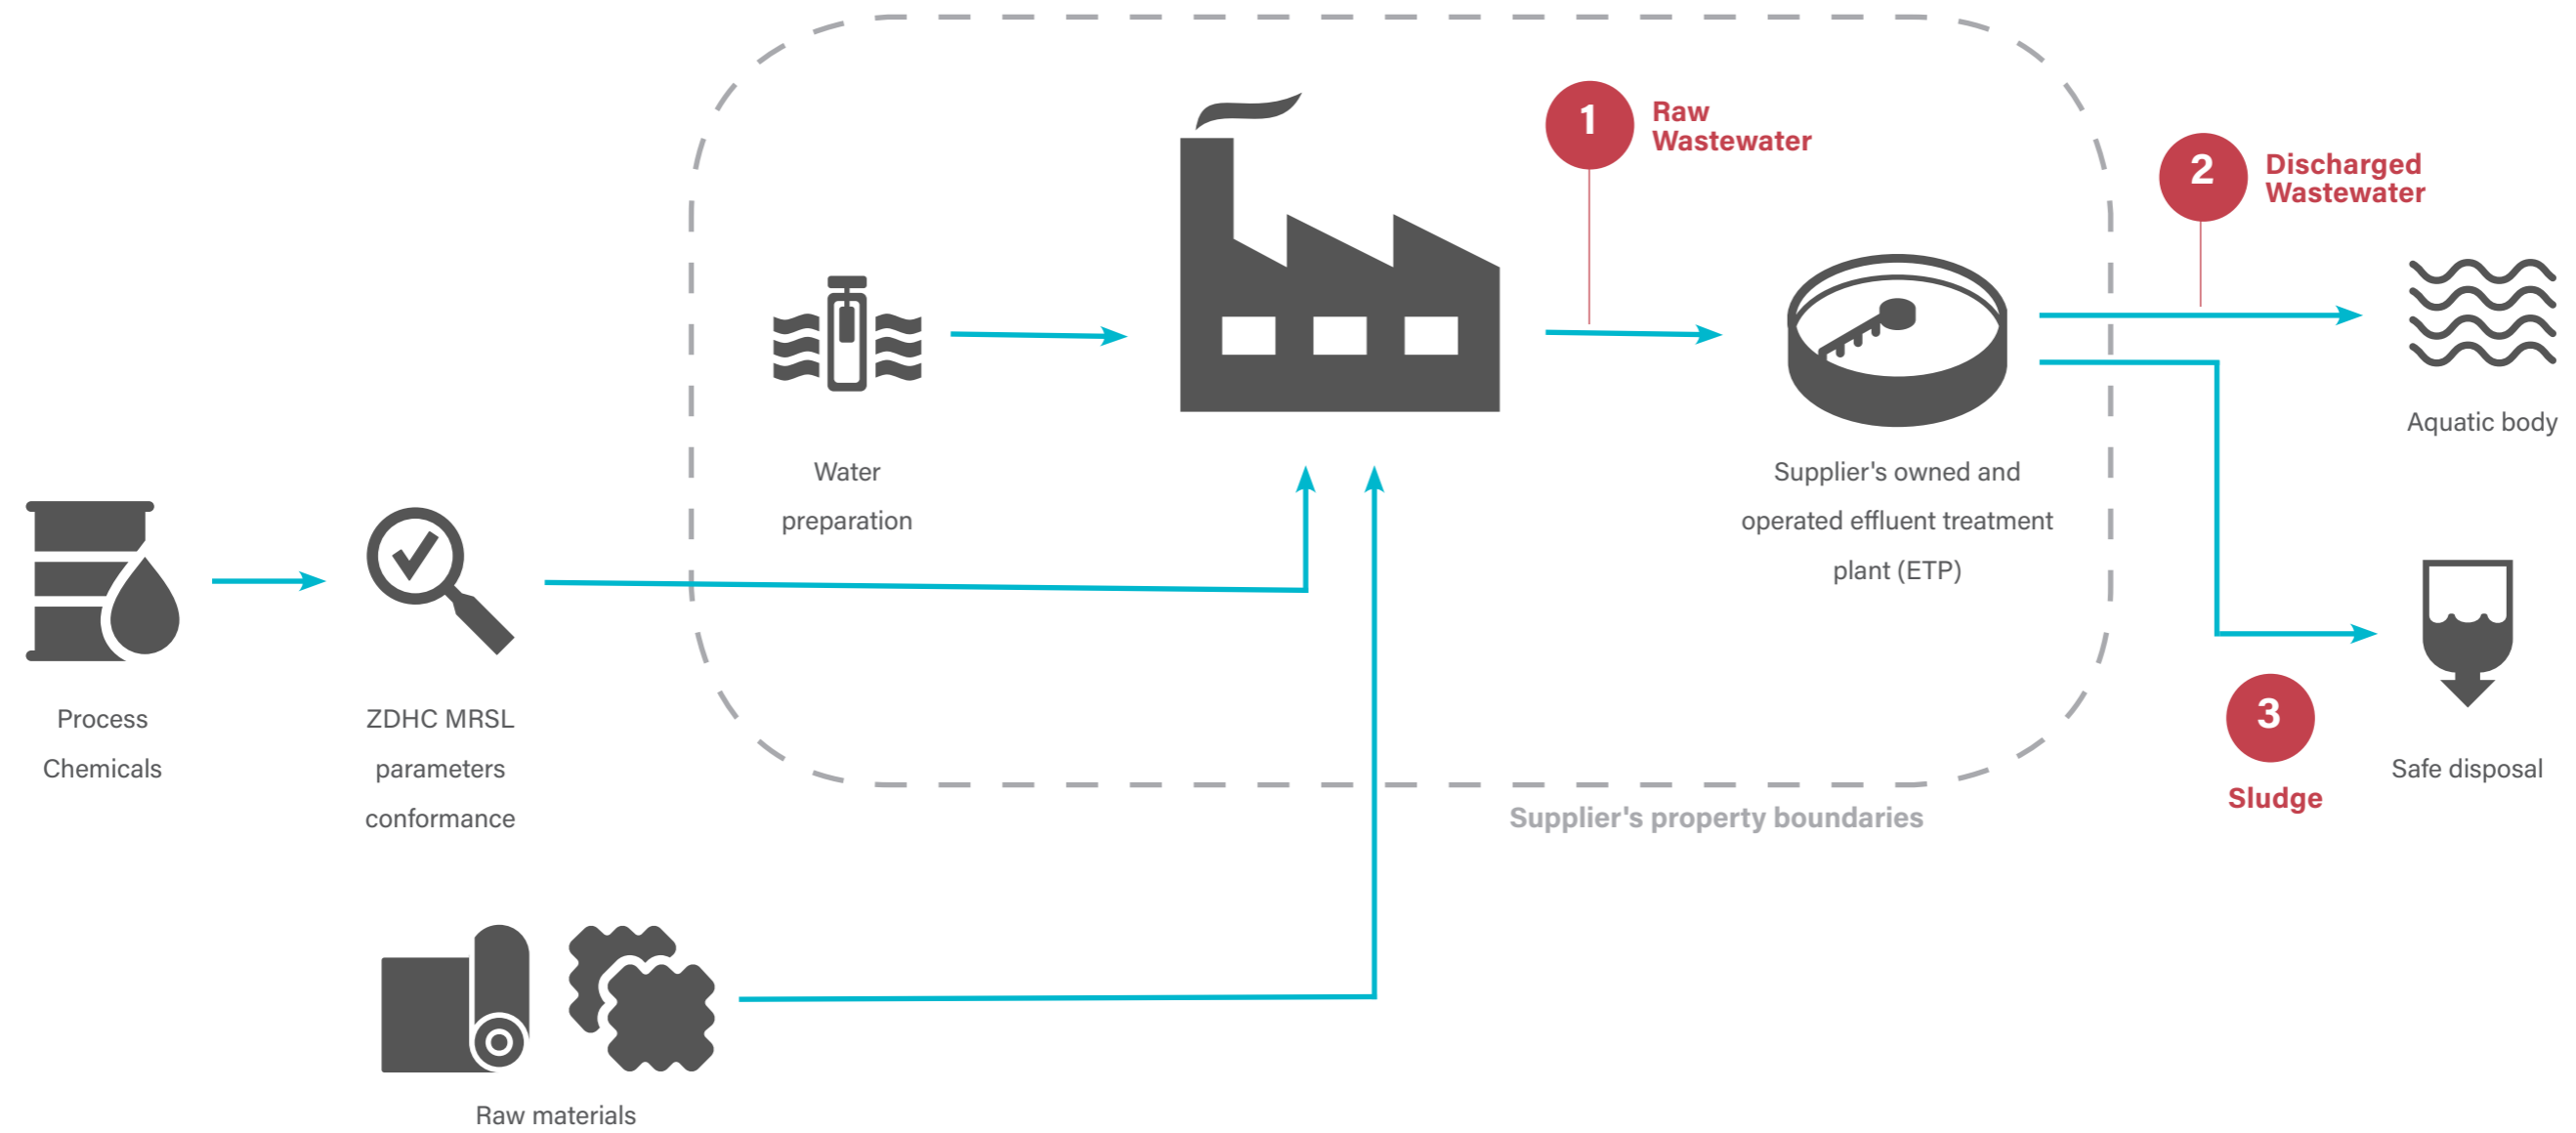 1
Raw
Wastewater
2
Discharged
Wastewater
Aquatic body
Water
preparation
Supplier's owned and
operated effluent treatment
plant (ETP)
Process
Chemicals
ZDHC MRSL
parameters
conformance
3
Sludge
Safe disposal
Supplier's property boundaries
Raw materials